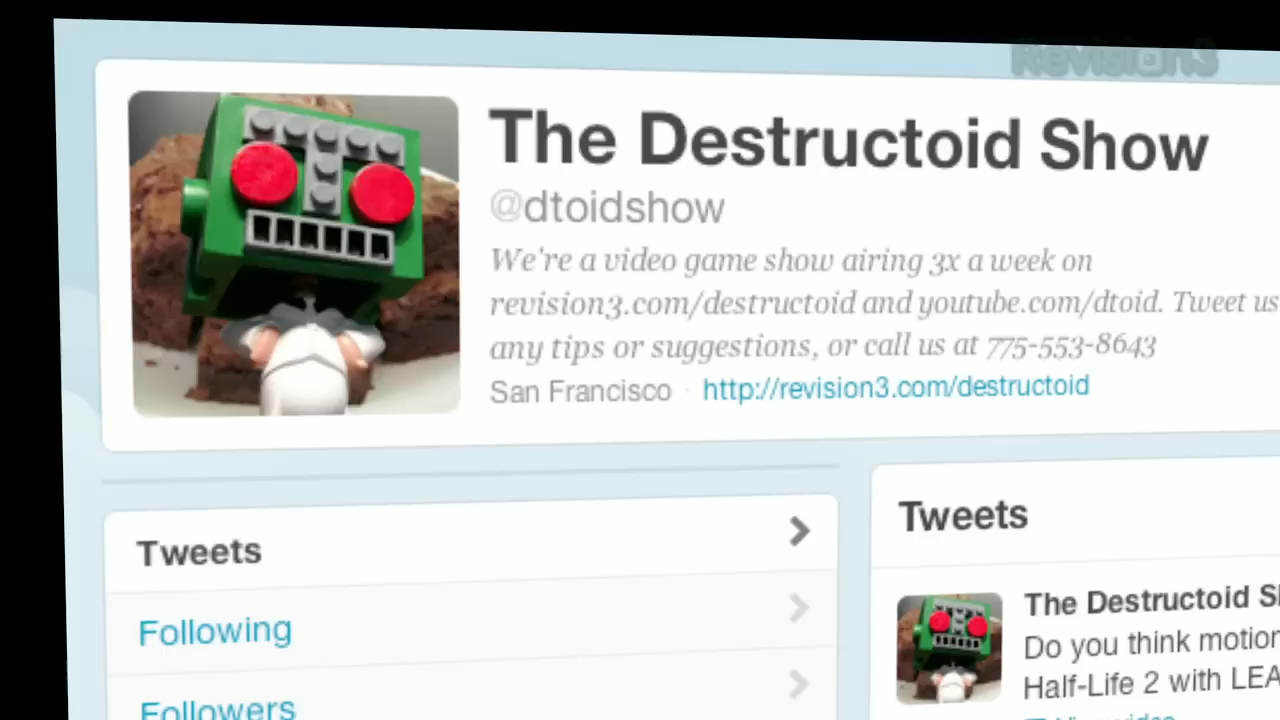 Revision3
The Destructoid Show
@dtoidshow
We're a video game show airing 3x a week on
revision3.com/destructoid and youtube.com/dtoid. Tweet us
any tips or suggestions, or call us at 775-553-8643
San Francisco · http://revision3.com/destructoid
Tweets
Following
Followers
Tweets
The Destructoid
Do you think motion
Half-Life 2 with